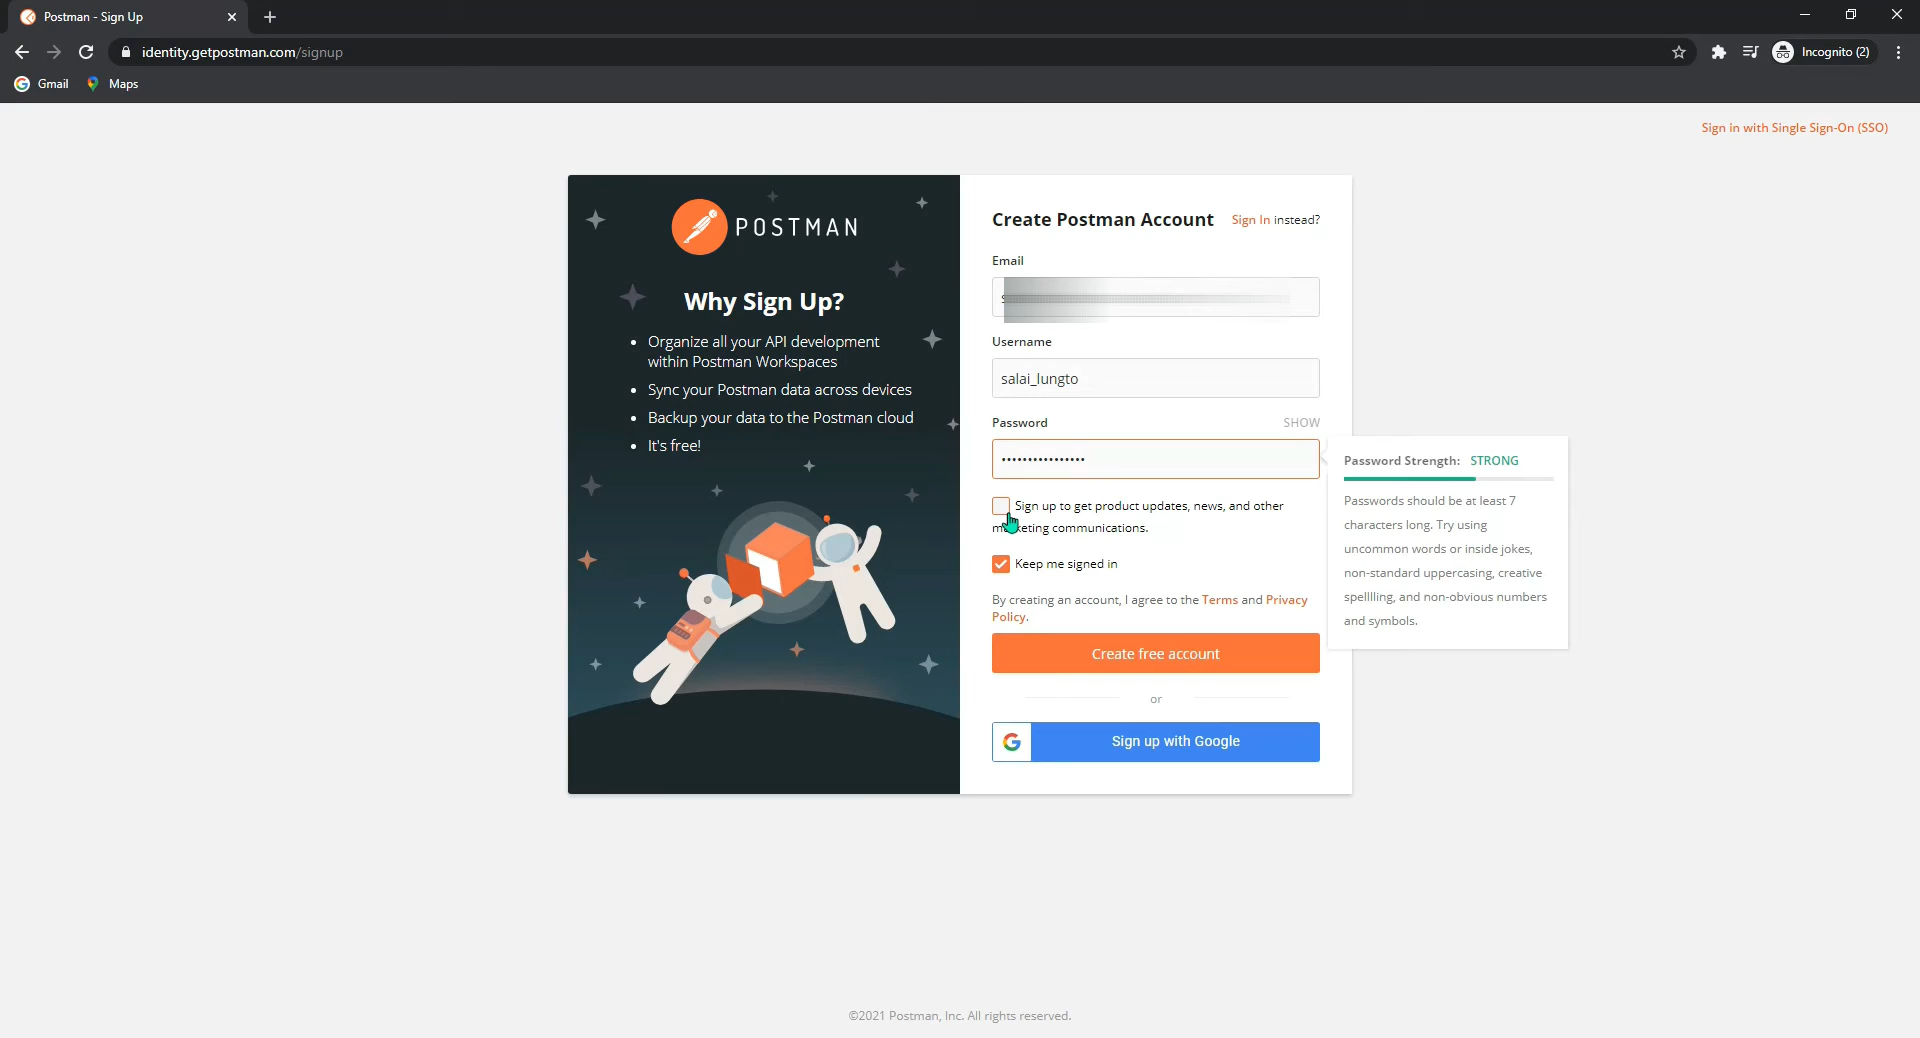 Postman - Sign Up
identity.getpostman.com/signup
Incognito (2)
Gmail
Maps
Sign in with Single Sign-On (SSO)
POSTMAN
Why Sign Up?
Organize all your API development
within Postman Workspaces
Sync your Postman data across devices
Backup your data to the Postman cloud
It's free!
Create Postman Account
Sign In instead?
Email
Username
salai_lungto
Password
SHOW
••••••••••••••••
Sign up to get product updates, news, and other
marketing communications.
Keep me signed in
By creating an account, I agree to the Terms and Privacy
Policy.
Create free account
or
G
Sign up with Google
Password Strength: STRONG
Passwords should be at least 7
characters long. Try using
uncommon words or inside jokes,
non-standard uppercasing, creative
spelllling, and non-obvious numbers
and symbols.
©2021 Postman, Inc. All rights reserved.